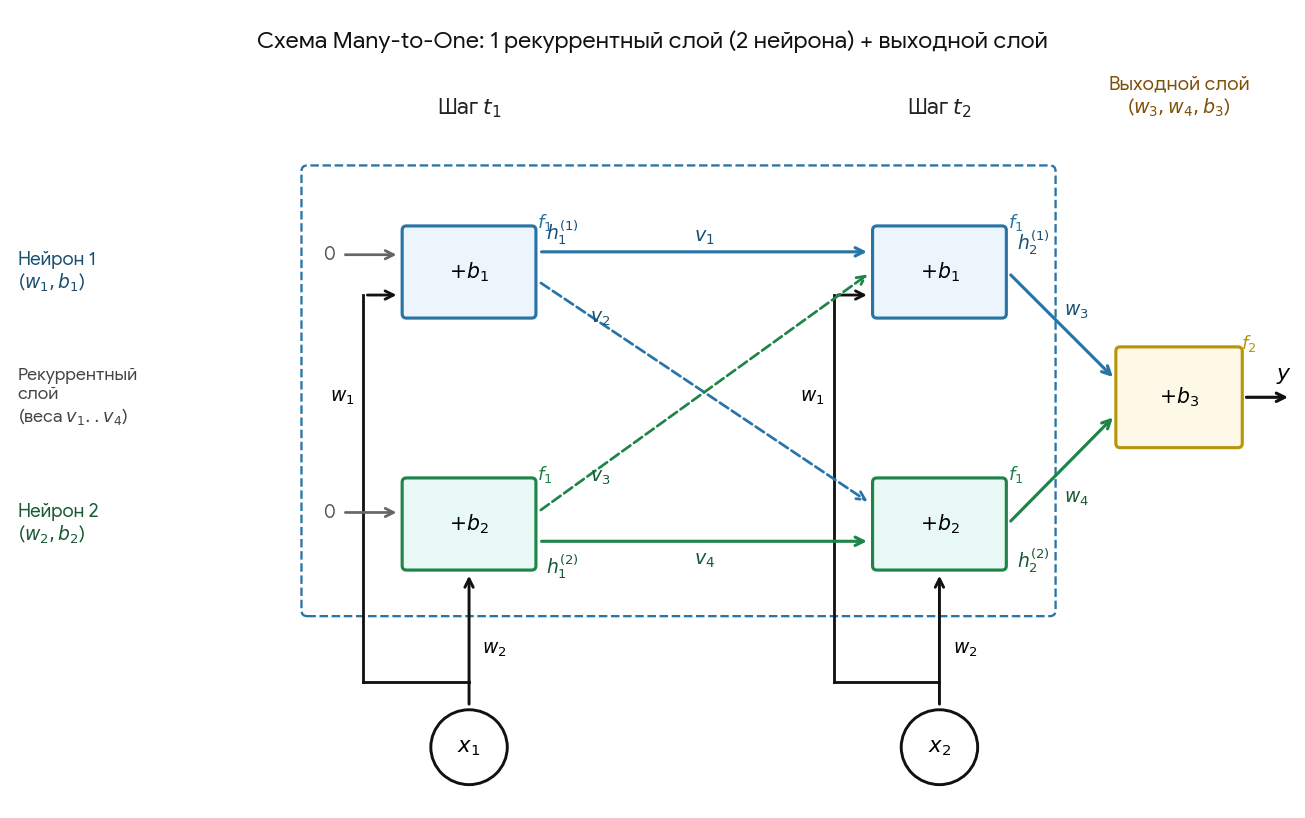 Схема Many-to-One: 1 рекуррентный слой (2 нейрона) + выходной слой
Шаг t₁
Шаг t₂
Выходной слой
(w₃, w₄, b₃)
Нейрон 1
(w₁, b₁)
Рекуррентный
слой
(веса v₁..v₄)
Нейрон 2
(w₂, b₂)
0
+b₁
f₁
h₁⁽¹⁾
v₁
+b₁
f₁
h₂⁽¹⁾
v₂
w₃
f₂
w₁
w₁
+b₃
y
v₃
0
+b₂
f₁
h₁⁽²⁾
v₄
+b₂
f₁
h₂⁽²⁾
w₄
w₂
w₂
x₁
x₂